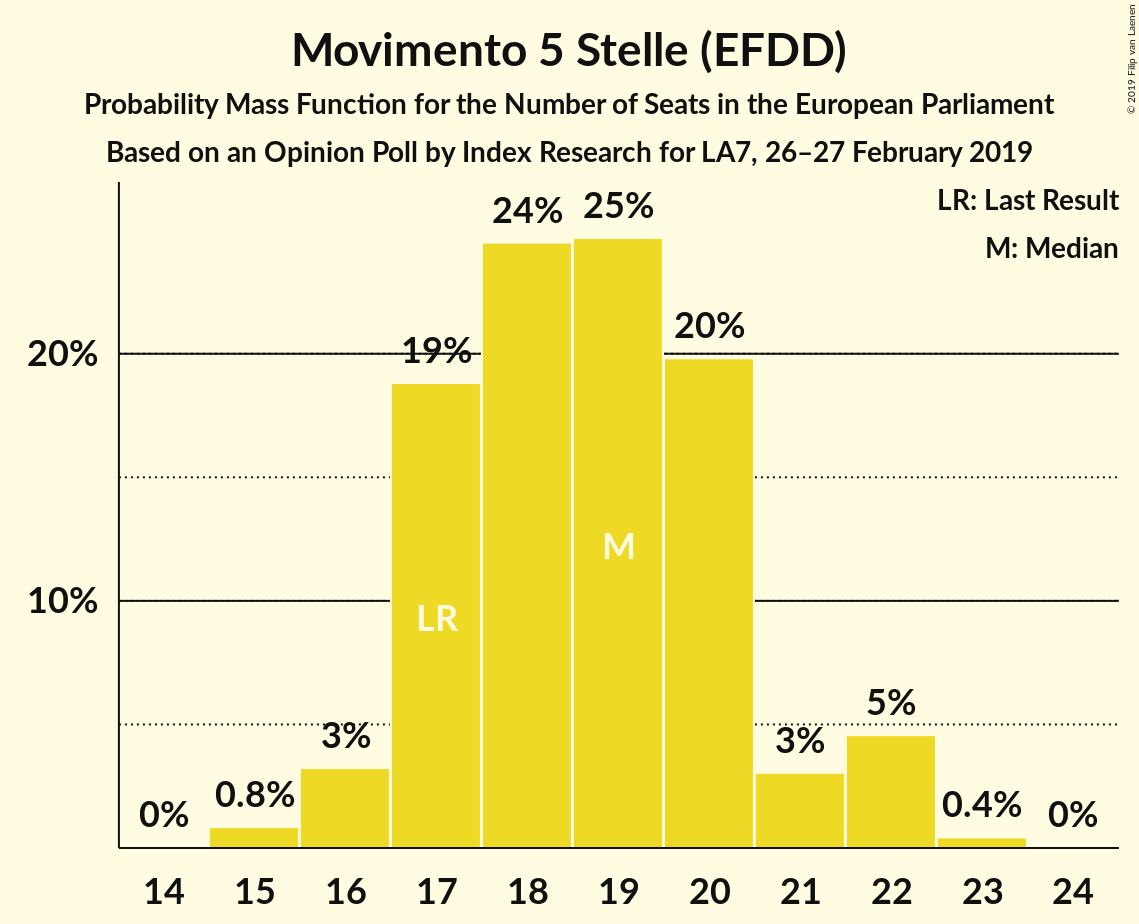 Movimento 5 Stelle (EFDD)
Probability Mass Function for the Number of Seats in the European Parliament
Based on an Opinion Poll by Index Research for LA7, 26–27 February 2019
© 2019 Filip van Laenen
LR: Last Result
M: Median
24% 25%
20%
19%
20%
M
10%
LR
5%
3% 3%
0.8% 0.4%
0% 0%
14 15 16 17 18 19 20 21 22 23 24